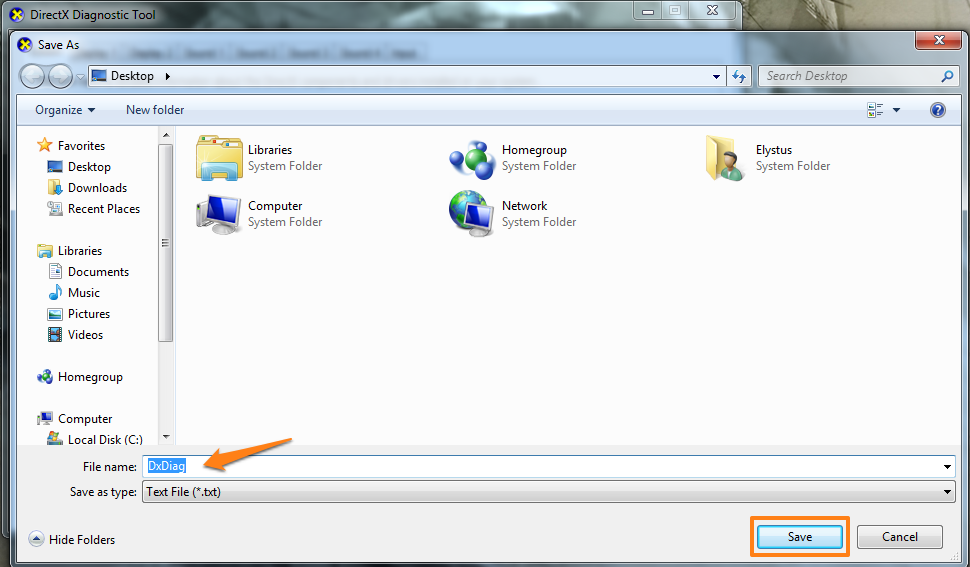 DirectX Diagnostic Tool
Save As
Desktop
Search Desktop
Organize
New folder
Favorites
Desktop
Downloads
Recent Places
Libraries
Documents
Music
Pictures
Videos
Homegroup
Computer
Local Disk (C:)
Libraries
System Folder
Homegroup
System Folder
Elystus
System Folder
Computer
System Folder
Network
System Folder
File name: DxDiag
Save as type: Text File (*.txt)
Hide Folders
Save
Cancel